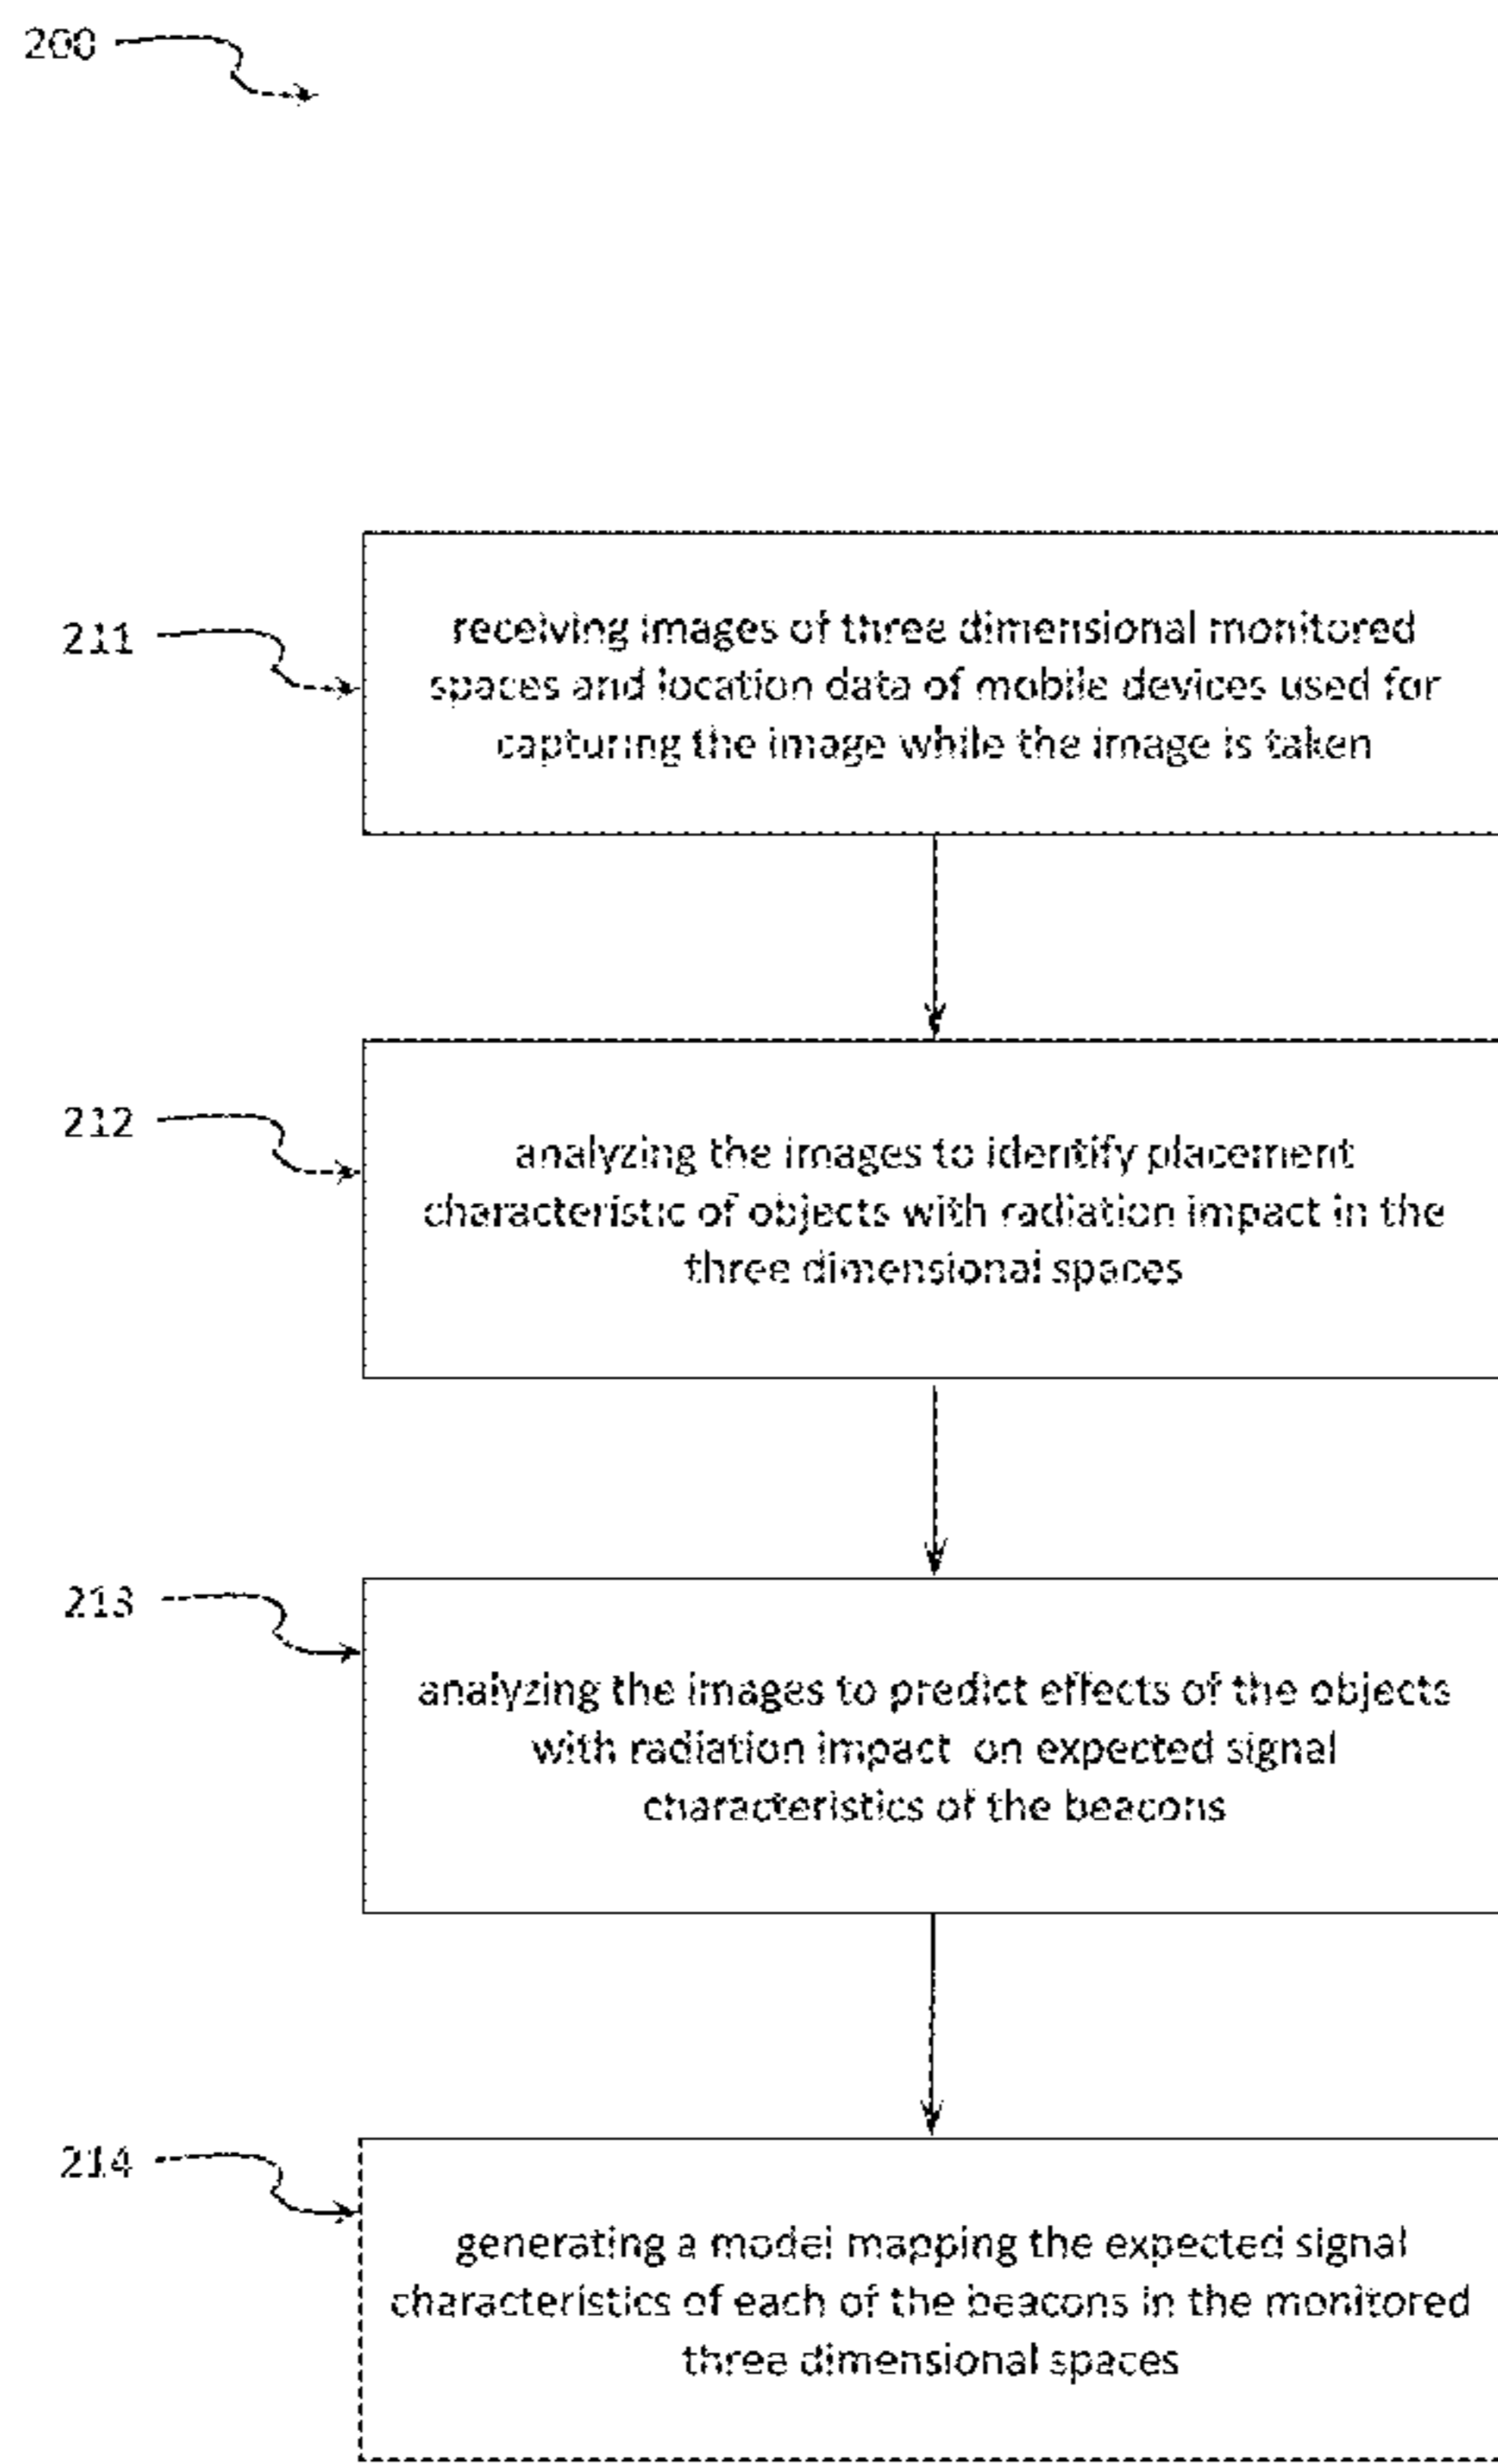 200
211
receiving images of three dimensional monitored
spaces and location data of mobile devices used for
capturing the image while the image is taken
212
analyzing the images to identify placement
characteristic of objects with radiation impact in the
three dimensional spaces
213
analyzing the images to predict effects of the objects
with radiation impact on expected signal
characteristics of the beacons
214
generating a model mapping the expected signal
characteristics of each of the beacons in the monitored
three dimensional spaces